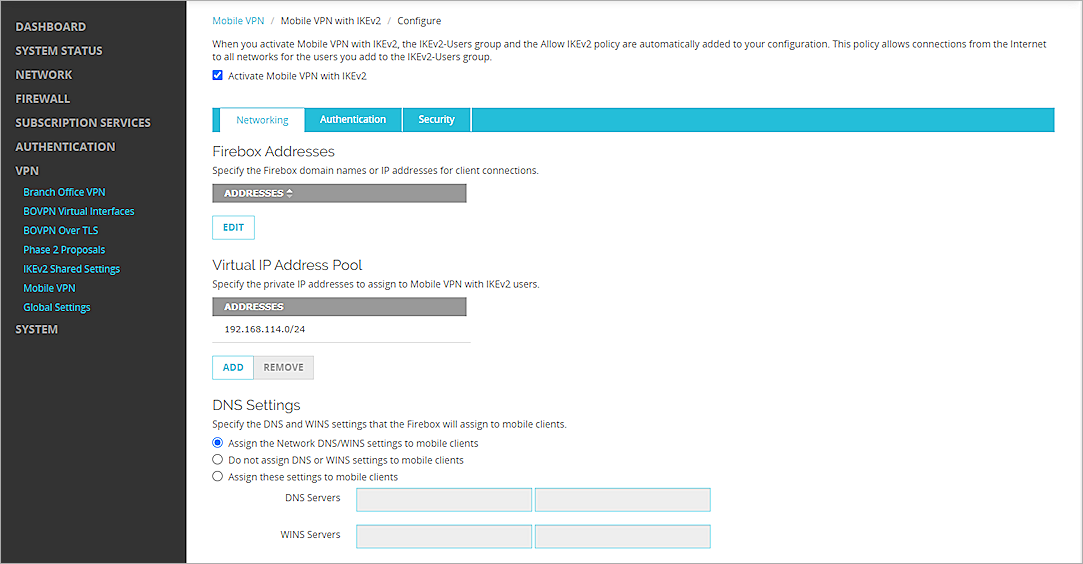 DASHBOARD
SYSTEM STATUS
NETWORK
FIREWALL
SUBSCRIPTION SERVICES
AUTHENTICATION
VPN
Branch Office VPN
BOVPN Virtual Interfaces
BOVPN Over TLS
Phase 2 Proposals
IKEv2 Shared Settings
Mobile VPN
Global Settings
SYSTEM
Mobile VPN / Mobile VPN with IKEv2 / Configure
When you activate Mobile VPN with IKEv2, the IKEv2-Users group and the Allow IKEv2 policy are automatically added to your configuration. This policy allows connections from the Internet
to all networks for the users you add to the IKEv2-Users group.
Activate Mobile VPN with IKEv2
Networking Authentication Security
Firebox Addresses
Specify the Firebox domain names or IP addresses for client connections.
ADDRESSES
EDIT
Virtual IP Address Pool
Specify the private IP addresses to assign to Mobile VPN with IKEv2 users.
ADDRESSES
192.168.114.0/24
ADD REMOVE
DNS Settings
Specify the DNS and WINS settings that the Firebox will assign to mobile clients.
Assign the Network DNS/WINS settings to mobile clients
Do not assign DNS or WINS settings to mobile clients
Assign these settings to mobile clients
DNS Servers
WINS Servers